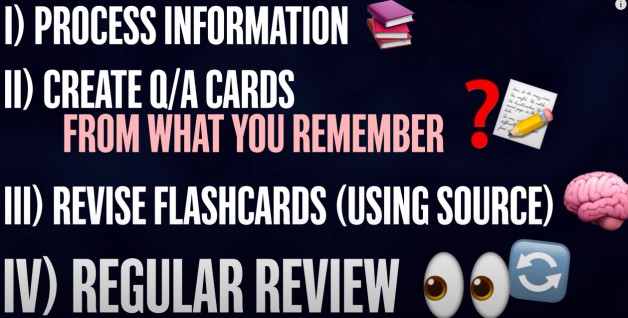 I) PROCESS INFORMATION
II) CREATE Q/A CARDS
FROM WHAT YOU REMEMBER
III) REVISE FLASHCARDS (USING SOURCE)
IV) REGULAR REVIEW